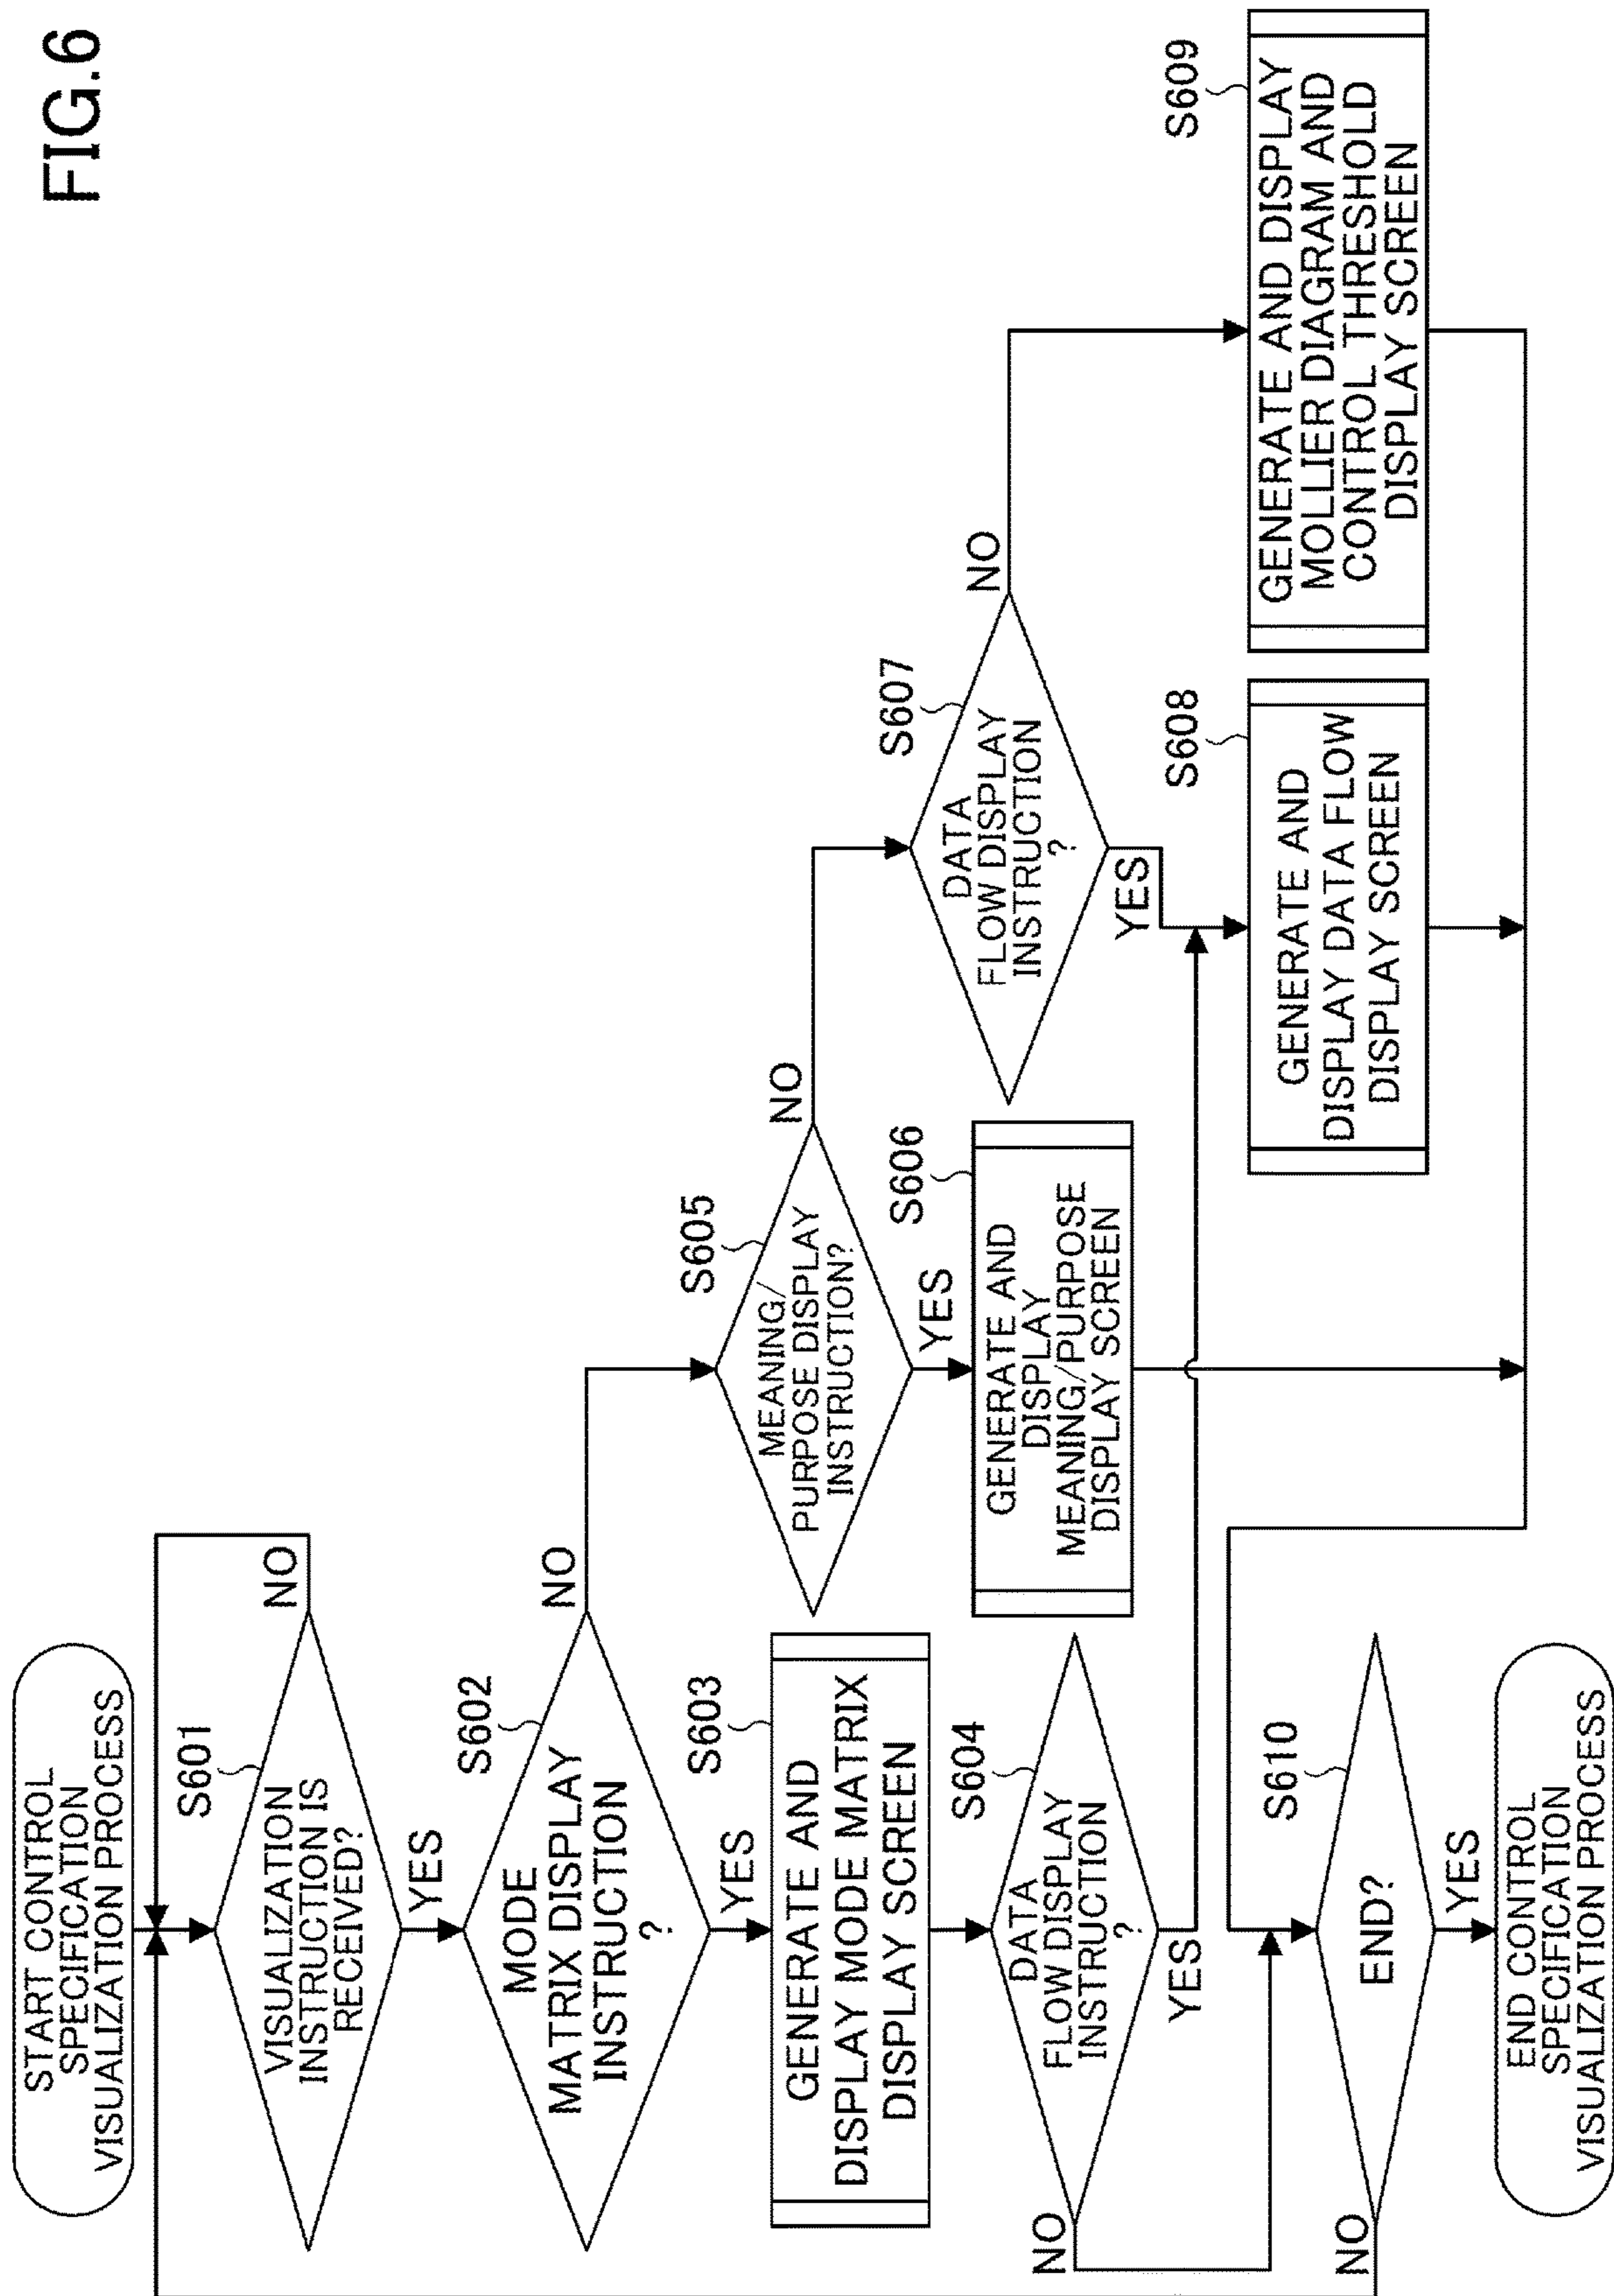 FIG.6
START CONTROL
SPECIFICATION
VISUALIZATION PROCESS
S601
VISUALIZATION
INSTRUCTION IS
RECEIVED?
NO
YES
S602
MODE
MATRIX DISPLAY
INSTRUCTION
?
NO
YES
S603
GENERATE AND
DISPLAY MODE MATRIX
DISPLAY SCREEN
S604
DATA
FLOW DISPLAY
INSTRUCTION
?
NO
YES
S605
MEANING/
PURPOSE DISPLAY
INSTRUCTION?
NO
YES
S606
GENERATE AND
DISPLAY
MEANING/PURPOSE
DISPLAY SCREEN
S607
DATA
FLOW DISPLAY
INSTRUCTION
?
NO
YES
S608
GENERATE AND
DISPLAY DATA FLOW
DISPLAY SCREEN
S609
GENERATE AND DISPLAY
MOLLIER DIAGRAM AND
CONTROL THRESHOLD
DISPLAY SCREEN
S610
END?
NO
YES
END CONTROL
SPECIFICATION
VISUALIZATION PROCESS